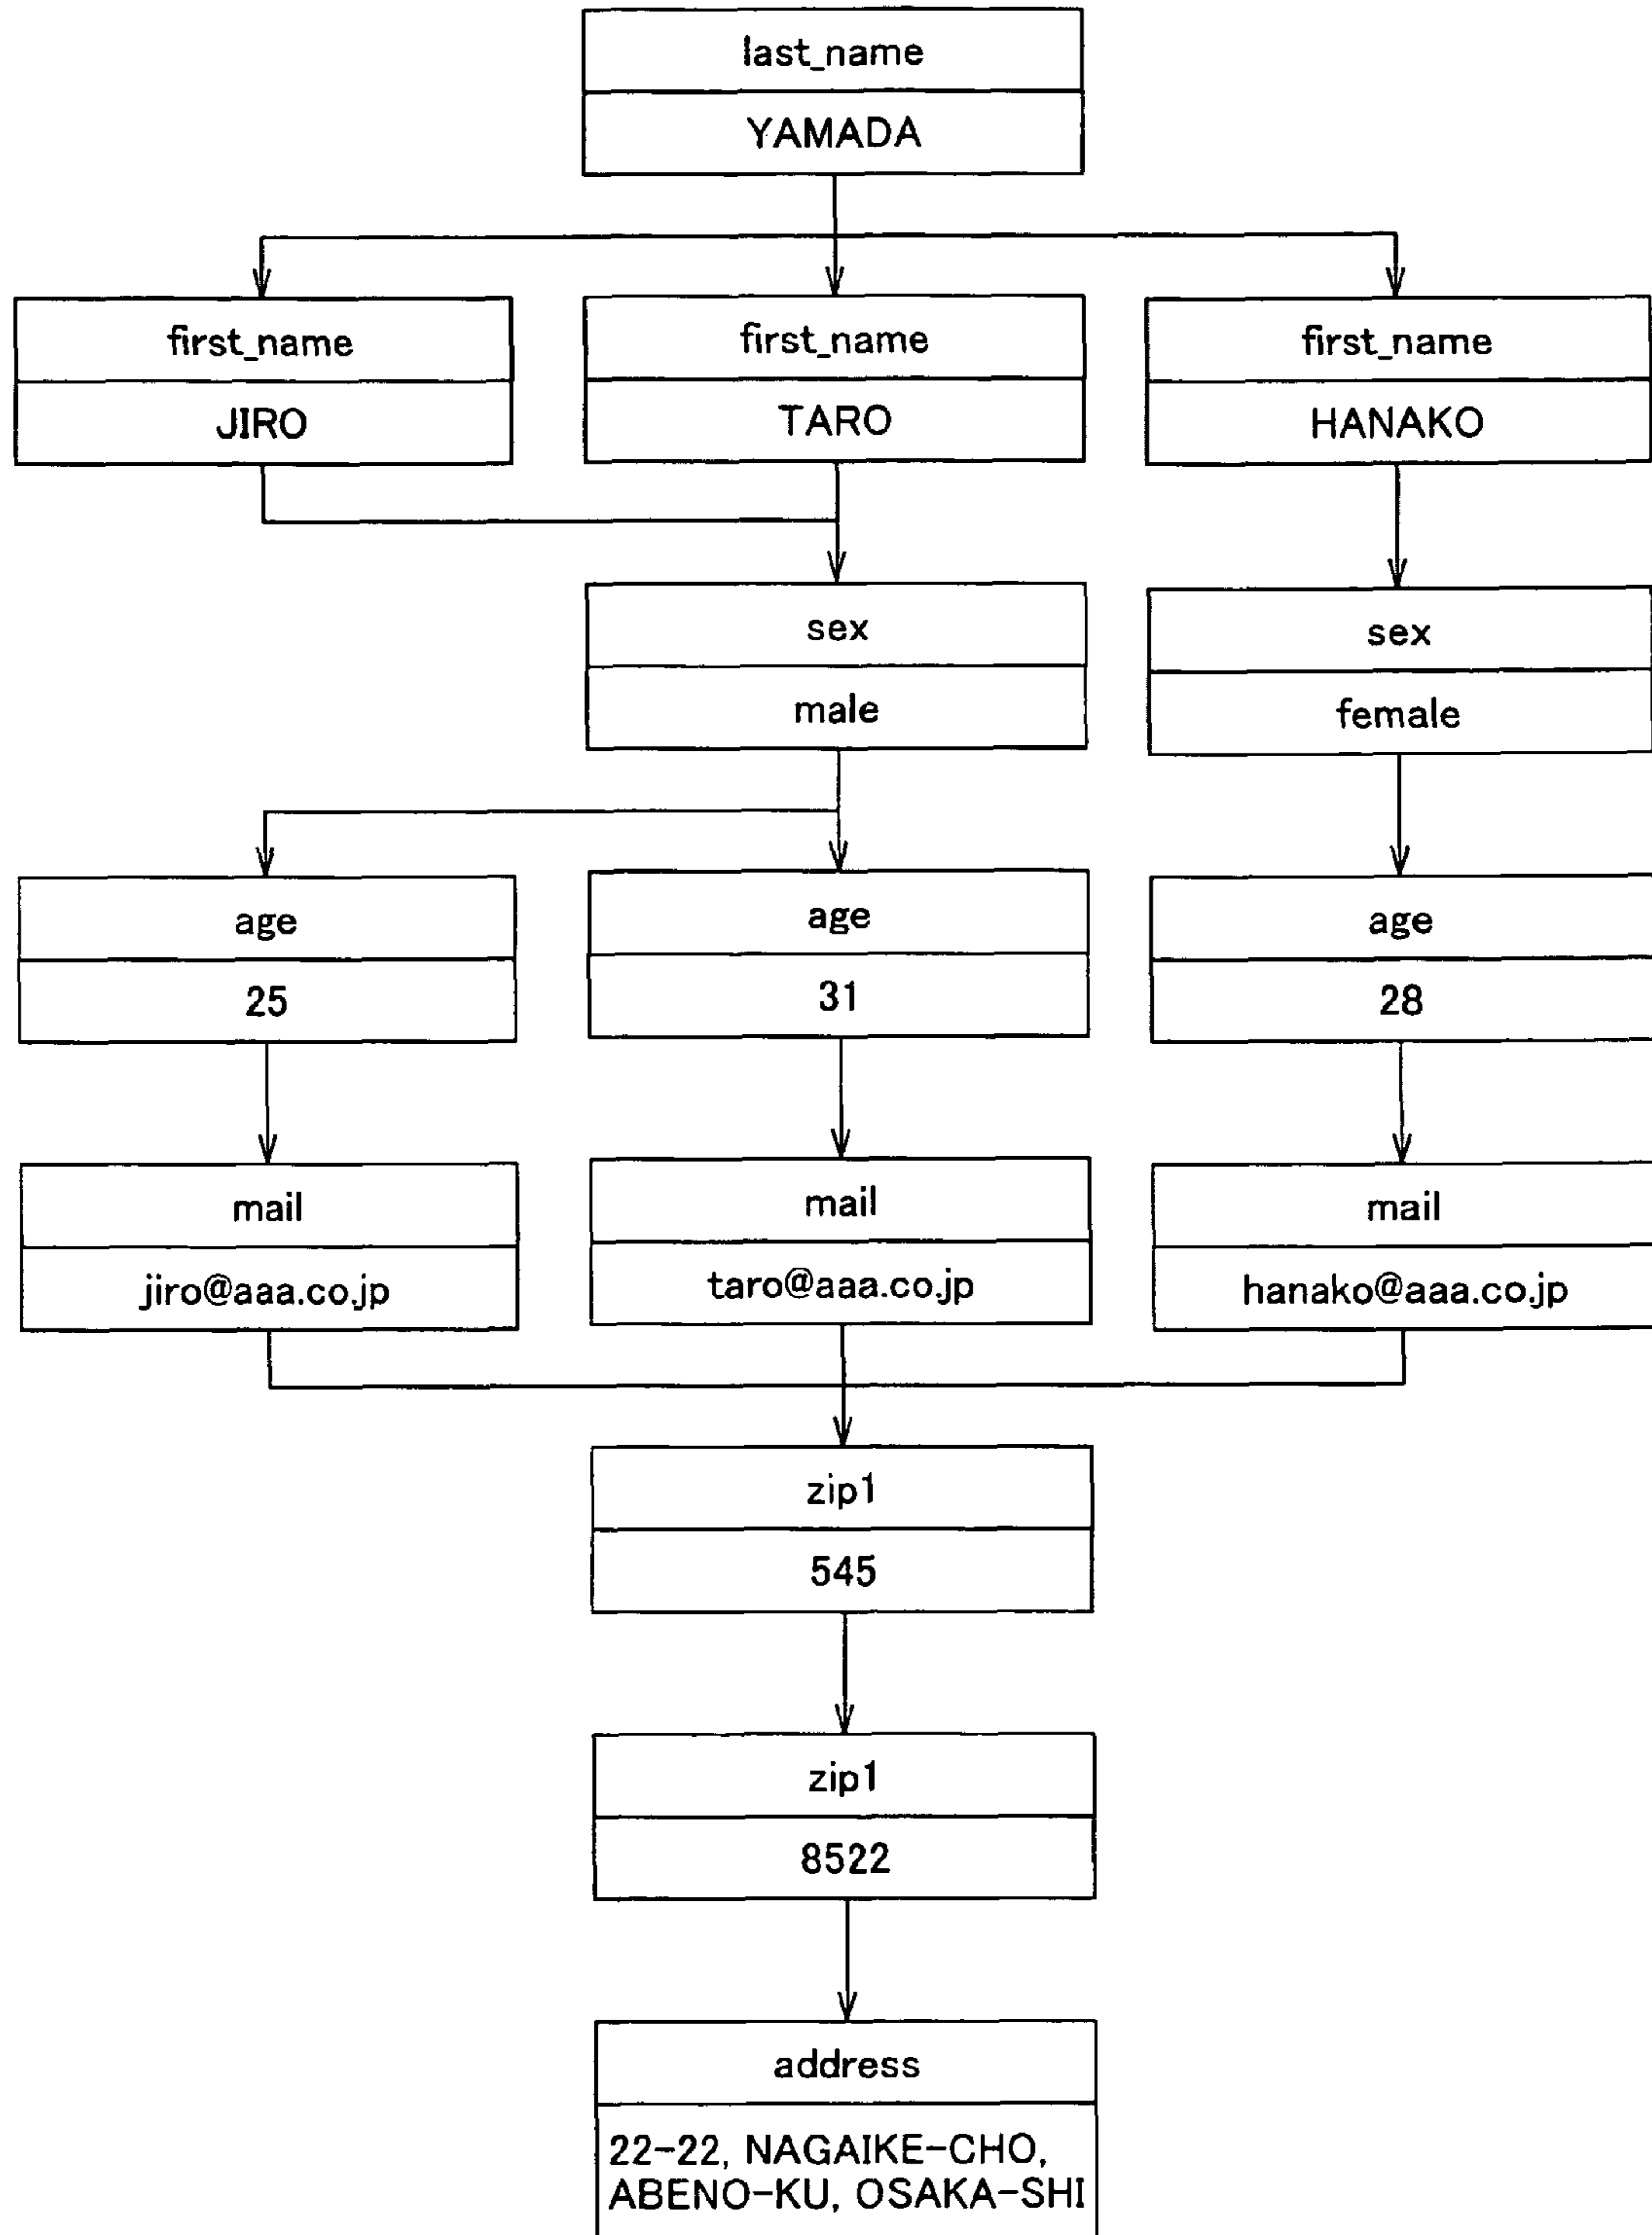 last_name
YAMADA
first_name
JIRO
first_name
TARO
first_name
HANAKO
sex
male
sex
female
age
25
age
31
age
28
mail
jiro@aaa.co.jp
mail
taro@aaa.co.jp
mail
hanako@aaa.co.jp
zip1
545
zip1
8522
address
22-22, NAGAIKE-CHO,
ABENO-KU, OSAKA-SHI